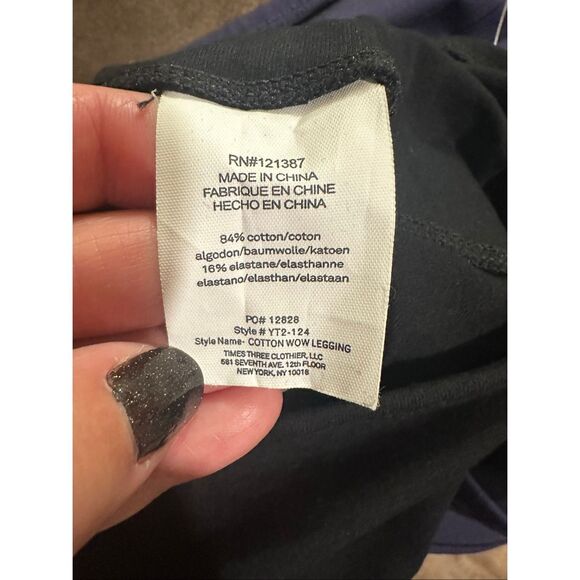 RN#121387
MADE IN CHINA
FABRIQUE EN CHINE
HECHO EN CHINA
84% cotton/coton
algodon/baumwolle/katoen
16% elastane/elasthanne
elastano/elasthan/elastaan
PO# 12828
Style # YT2-124
Style Name- COTTON WOW LEGGING
TIMES THREE CLOTHIER, LLC
561 SEVENTH AVE. 12th FLOOR
NEW YORK, NY 10018